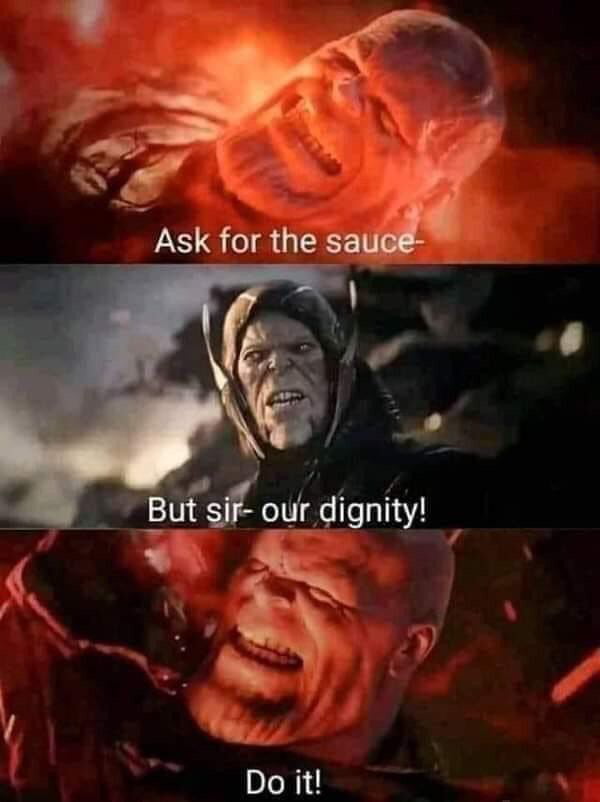 Ask for the sauce-
But sir- our dignity!
Do it!